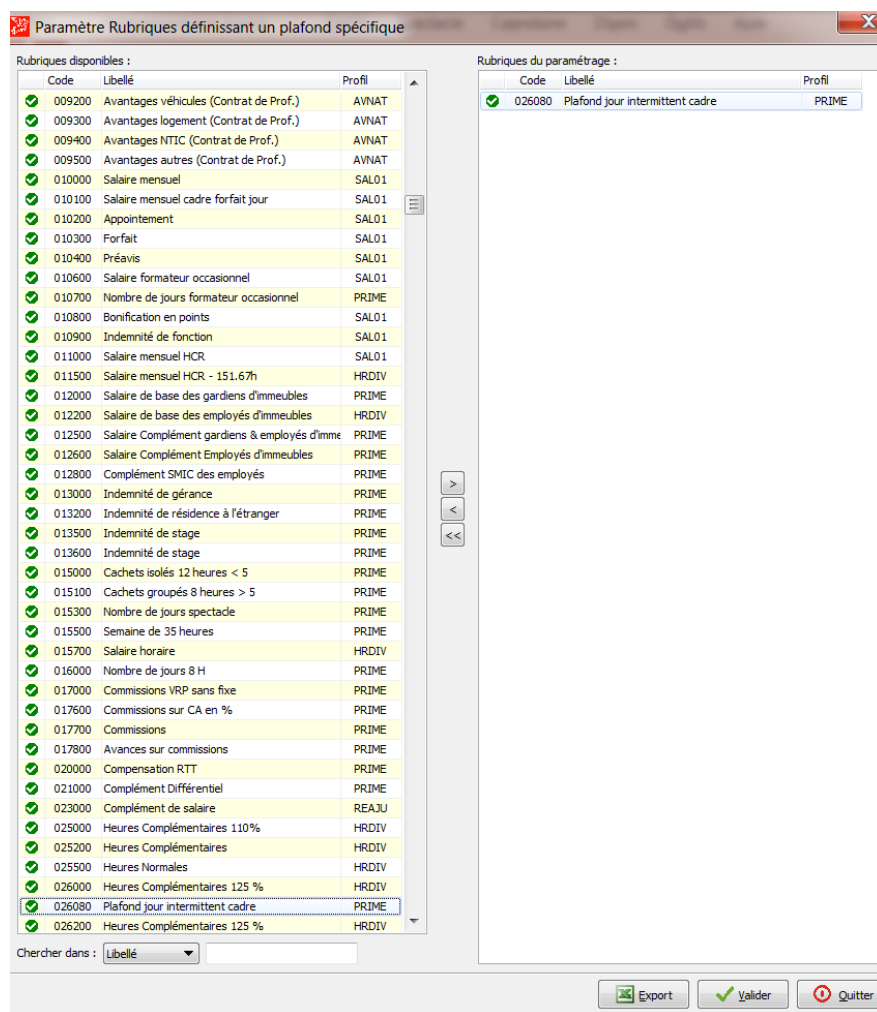 Paramètre Rubriques définissant un plafond spécifique
Rubriques disponibles :
Code Libellé Profil
009200 Avantages véhicules (Contrat de Prof.) AVNAT
009300 Avantages logement (Contrat de Prof.) AVNAT
009400 Avantages NTIC (Contrat de Prof.) AVNAT
009500 Avantages autres (Contrat de Prof.) AVNAT
010000 Salaire mensuel SAL01
010100 Salaire mensuel cadre forfait jour SAL01
010200 Appointement SAL01
010300 Forfait SAL01
010400 Préavis SAL01
010600 Salaire formateur occasionnel SAL01
010700 Nombre de jours formateur occasionnel PRIME
010800 Bonification en points SAL01
010900 Indemnité de fonction SAL01
011000 Salaire mensuel HCR SAL01
011500 Salaire mensuel HCR - 151.67h HRDIV
012000 Salaire de base des gardiens d'immeubles PRIME
012200 Salaire de base des employés d'immeubles HRDIV
012500 Salaire Complément gardiens & employés d'imme PRIME
012600 Salaire Complément Employés d'immeubles PRIME
012800 Complément SMIC des employés PRIME
013000 Indemnité de gérance PRIME
013200 Indemnité de résidence à l'étranger PRIME
013500 Indemnité de stage PRIME
013600 Indemnité de stage PRIME
015000 Cachets isolés 12 heures < 5 PRIME
015100 Cachets groupés 8 heures > 5 PRIME
015300 Nombre de jours spectacle PRIME
015500 Semaine de 35 heures PRIME
015700 Salaire horaire HRDIV
016000 Nombre de jours 8 H PRIME
017000 Commissions VRP sans fixe PRIME
017600 Commissions sur CA en % PRIME
017700 Commissions PRIME
017800 Avances sur commissions PRIME
020000 Compensation RTT PRIME
021000 Complément Différentiel PRIME
023000 Complément de salaire REAJU
025000 Heures Complémentaires 110% HRDIV
025200 Heures Complémentaires HRDIV
025500 Heures Normales HRDIV
026000 Heures Complémentaires 125 % HRDIV
026080 Plafond jour intermittent cadre PRIME
026200 Heures Complémentaires 125 % HRDIV
Chercher dans : Libellé
>
<
<<
Rubriques du paramétrage :
Code Libellé Profil
026080 Plafond jour intermittent cadre PRIME
Export Valider Quitter